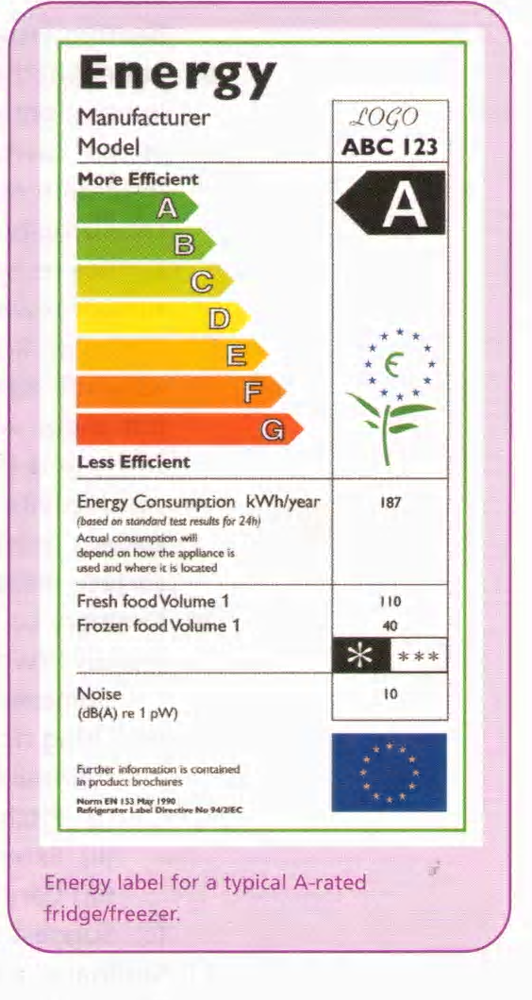 Energy
Manufacturer LOGO
Model ABC 123
More Efficient
A A
B
C
D
E
F
G
Less Efficient
Energy Consumption kWh/year 187
(based on standard test results for 24h)
Actual consumption will
depend on how the appliance is
used and where it is located
Fresh food Volume 1 110
Frozen food Volume 1 40
* ***
Noise 10
(dB(A) re 1 pW)
Further information is contained
in product brochures
Norm EN 153 May 1990
Refrigerator Label Directive No 94/2/EC
Energy label for a typical A-rated
fridge/freezer.